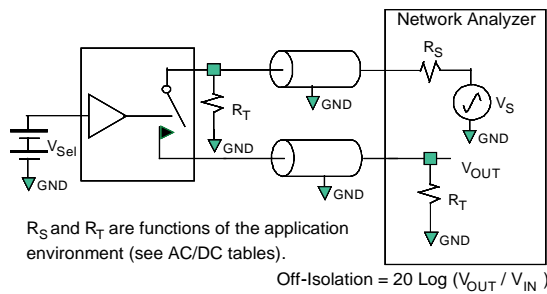 Network Analyzer
R_S
V_S
GND
R_T
GND
GND
V_Sel
GND
GND
V_OUT
R_T
GND
R_S and R_T are functions of the application
environment (see AC/DC tables).
Off-Isolation = 20 Log (V_OUT / V_IN )